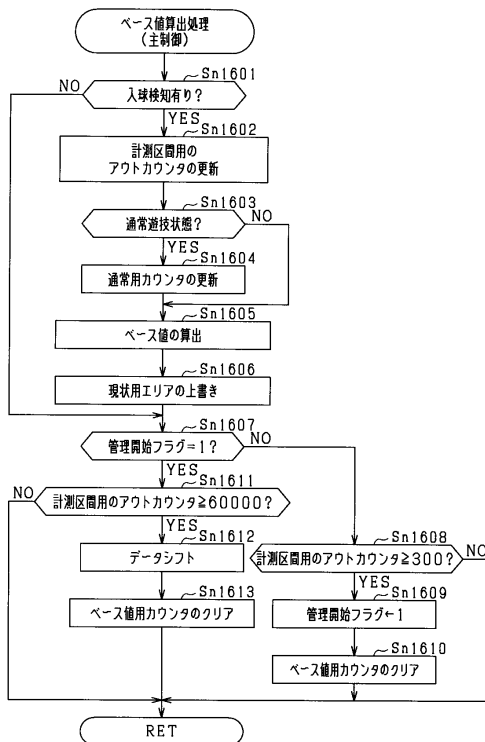 ベース値算出処理
(主制御)
Sn1601
入球検知有り?
NO
YES
Sn1602
計測区間用の
アウトカウンタの更新
Sn1603
通常遊技状態?
NO
YES
Sn1604
通常用カウンタの更新
Sn1605
ベース値の算出
Sn1606
現状用エリアの上書き
Sn1607
管理開始フラグ=1?
NO
YES
Sn1611
NO
計測区間用のアウトカウンタ≧60000?
YES
Sn1612
データシフト
Sn1613
ベース値用カウンタのクリア
Sn1608
計測区間用のアウトカウンタ≧300?
NO
YES
Sn1609
管理開始フラグ←1
Sn1610
ベース値用カウンタのクリア
RET